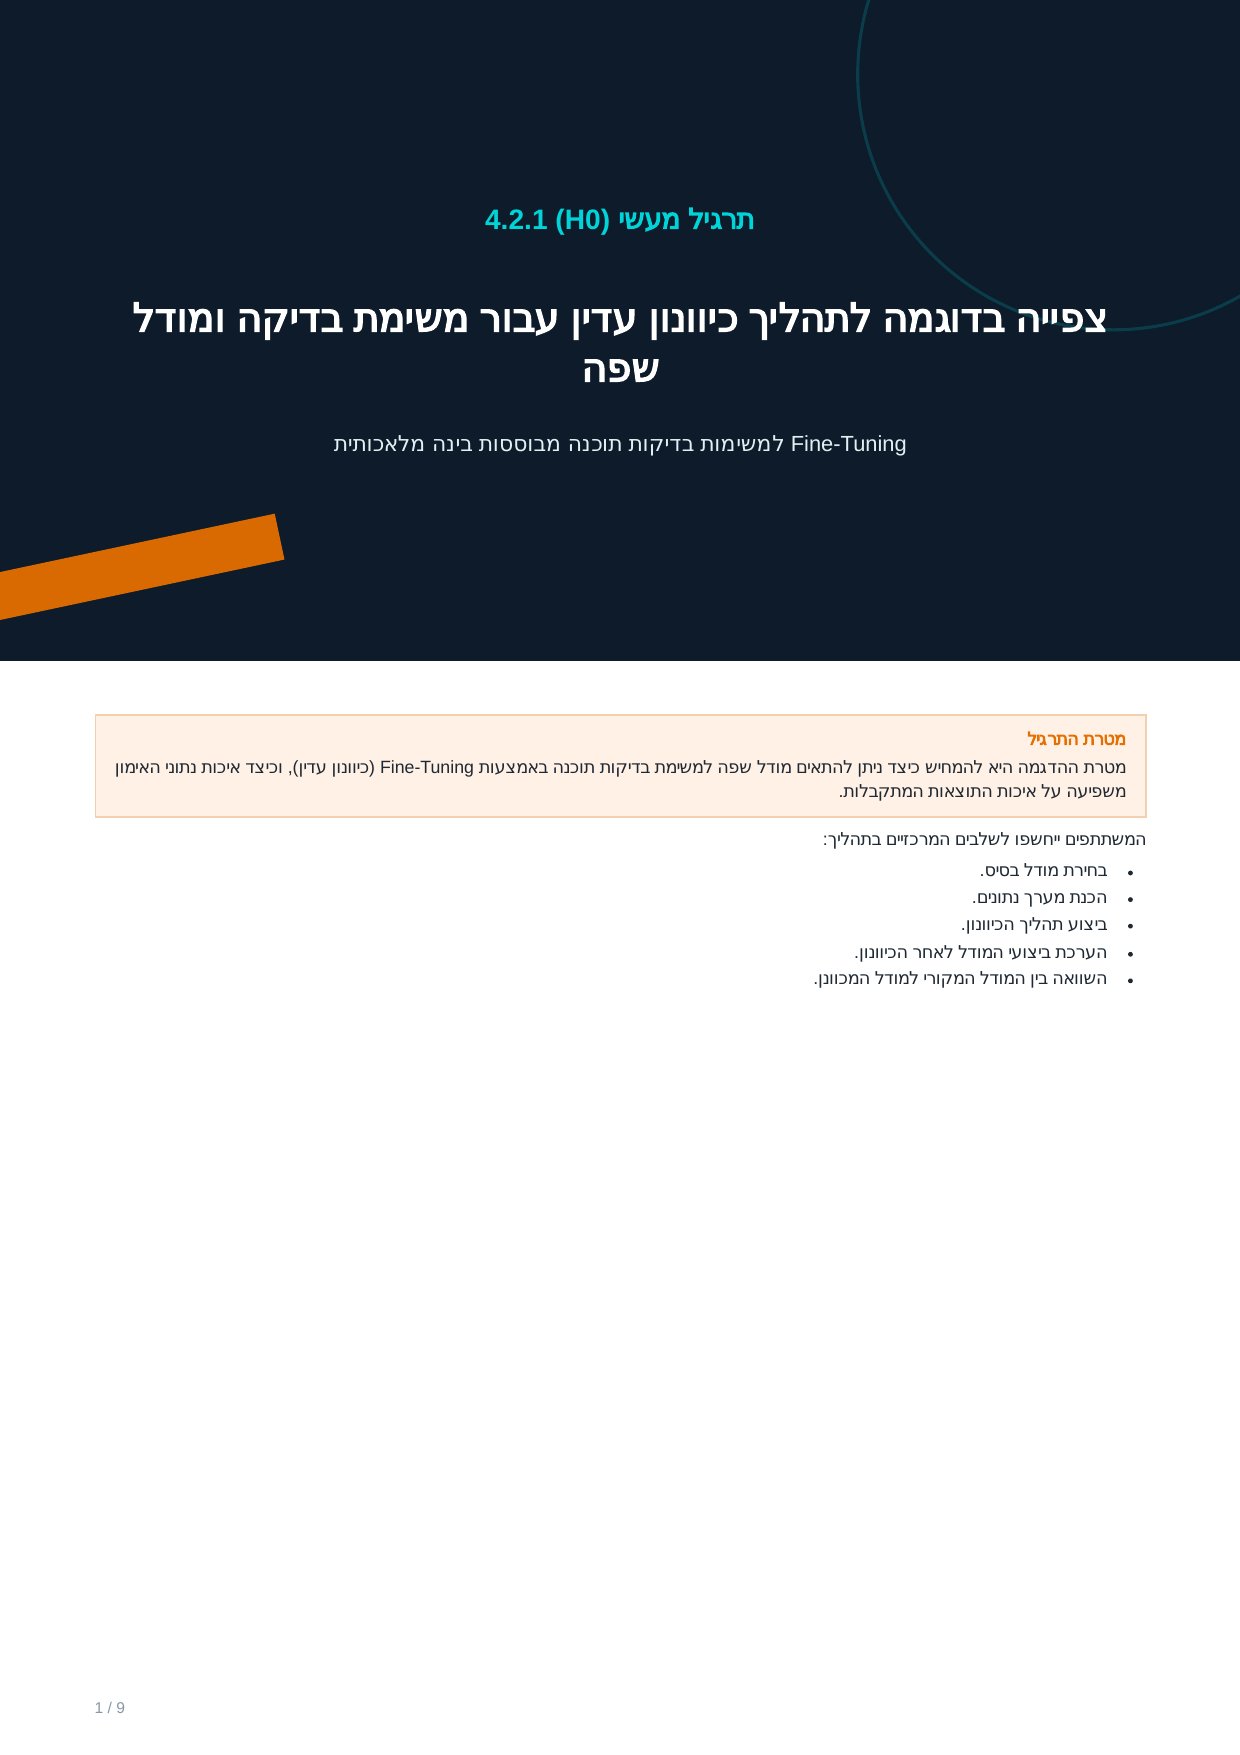 תרגיל מעשי 4.2.1 (H0)
צפייה בדוגמה לתהליך כיוונון עדין עבור משימת בדיקה ומודל
שפה
Fine-Tuning למשימות בדיקות תוכנה מבוססות בינה מלאכותית
מטרת התרגיל
מטרת ההדגמה היא להמחיש כיצד ניתן להתאים מודל שפה למשימת בדיקות תוכנה באמצעות Fine-Tuning (כיוונון עדין), וכיצד איכות נתוני האימון
משפיעה על איכות התוצאות המתקבלות.
המשתתפים ייחשפו לשלבים המרכזיים בתהליך:
• בחירת מודל בסיס.
• הכנת מערך נתונים.
• ביצוע תהליך הכיוונון.
• הערכת ביצועי המודל לאחר הכיוונון.
• השוואה בין המודל המקורי למודל המכוונן.
1 / 9